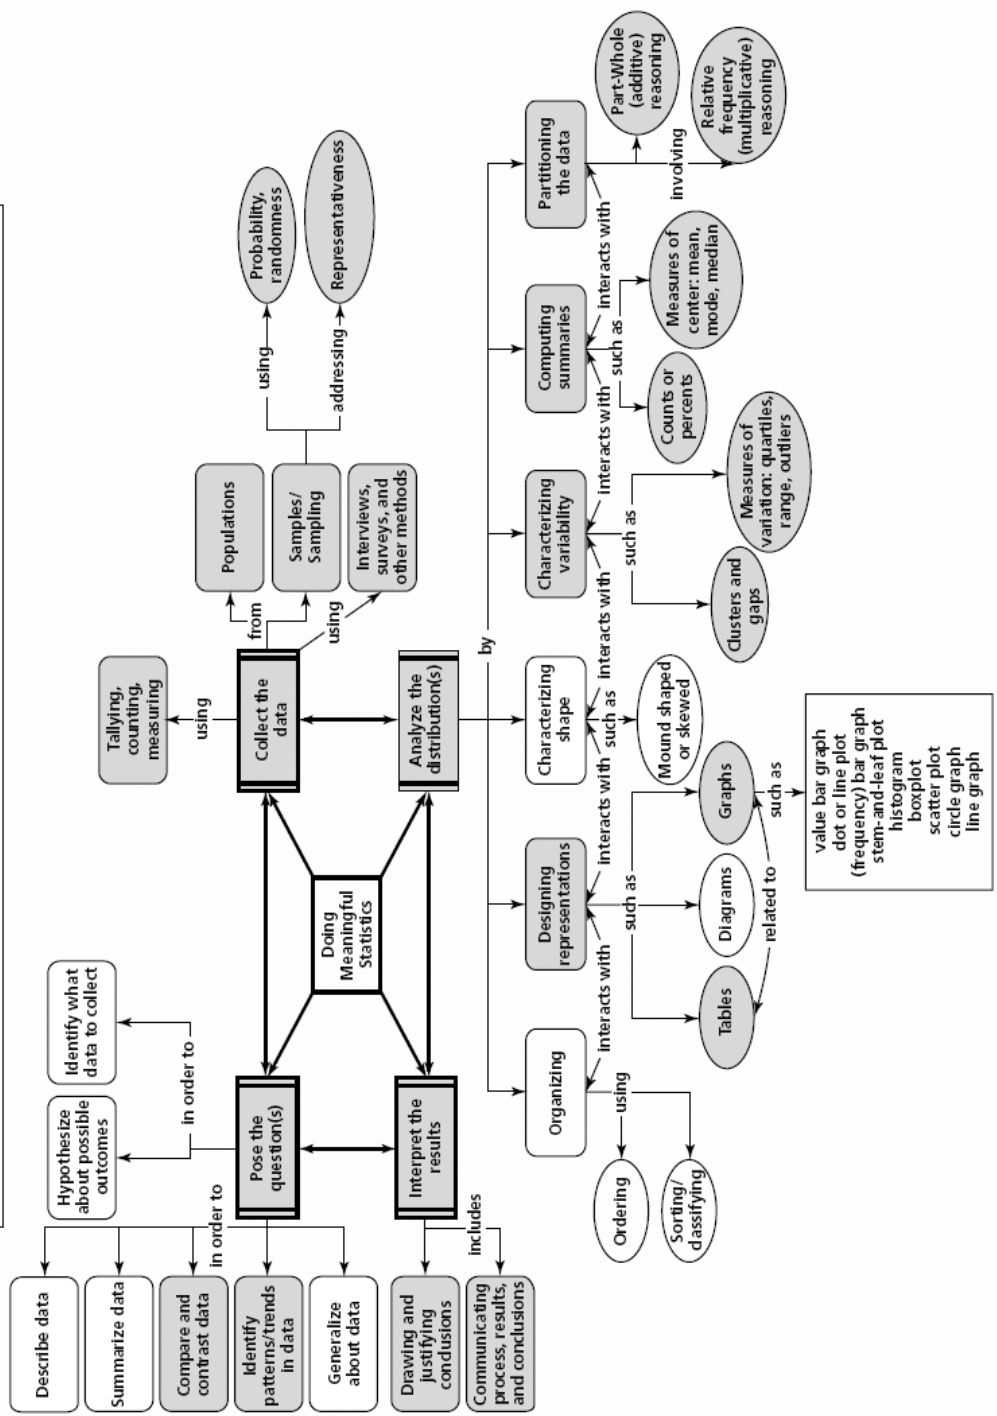 Describe data
Summarize data
Compare and
contrast data
Identify
patterns/trends
in data
Generalize
about data
in order to
Hypothesize
about possible
outcomes
Identify what
data to collect
in order to
Pose the
question(s)
Interpret the
results
includes
Drawing and
justifying
conclusions
Communicating
process, results,
and conclusions
Doing
Meaningful
Statistics
Collect the
data
using
Tallying,
counting,
measuring
from
Populations
Samples/
Sampling
using
Interviews,
surveys, and
other methods
using
Probability,
randomness
addressing
Representativeness
Analyze the
distribution(s)
by
Organizing
using
Ordering
Sorting/
classifying
interacts with
Designing
representations
such as
Tables
Diagrams
Graphs
related to
such as
value bar graph
dot or line plot
(frequency) bar graph
stem-and-leaf plot
histogram
boxplot
scatter plot
circle graph
line graph
interacts with
Characterizing
shape
such as
Mound shaped
or skewed
interacts with
Characterizing
variability
such as
Clusters and
gaps
Measures of
variation: quartiles,
range, outliers
interacts with
Computing
summaries
such as
Counts or
percents
Measures of
center: mean,
mode, median
interacts with
Partitioning
the data
involving
Part-Whole
(additive)
reasoning
Relative
frequency
(multiplicative)
reasoning